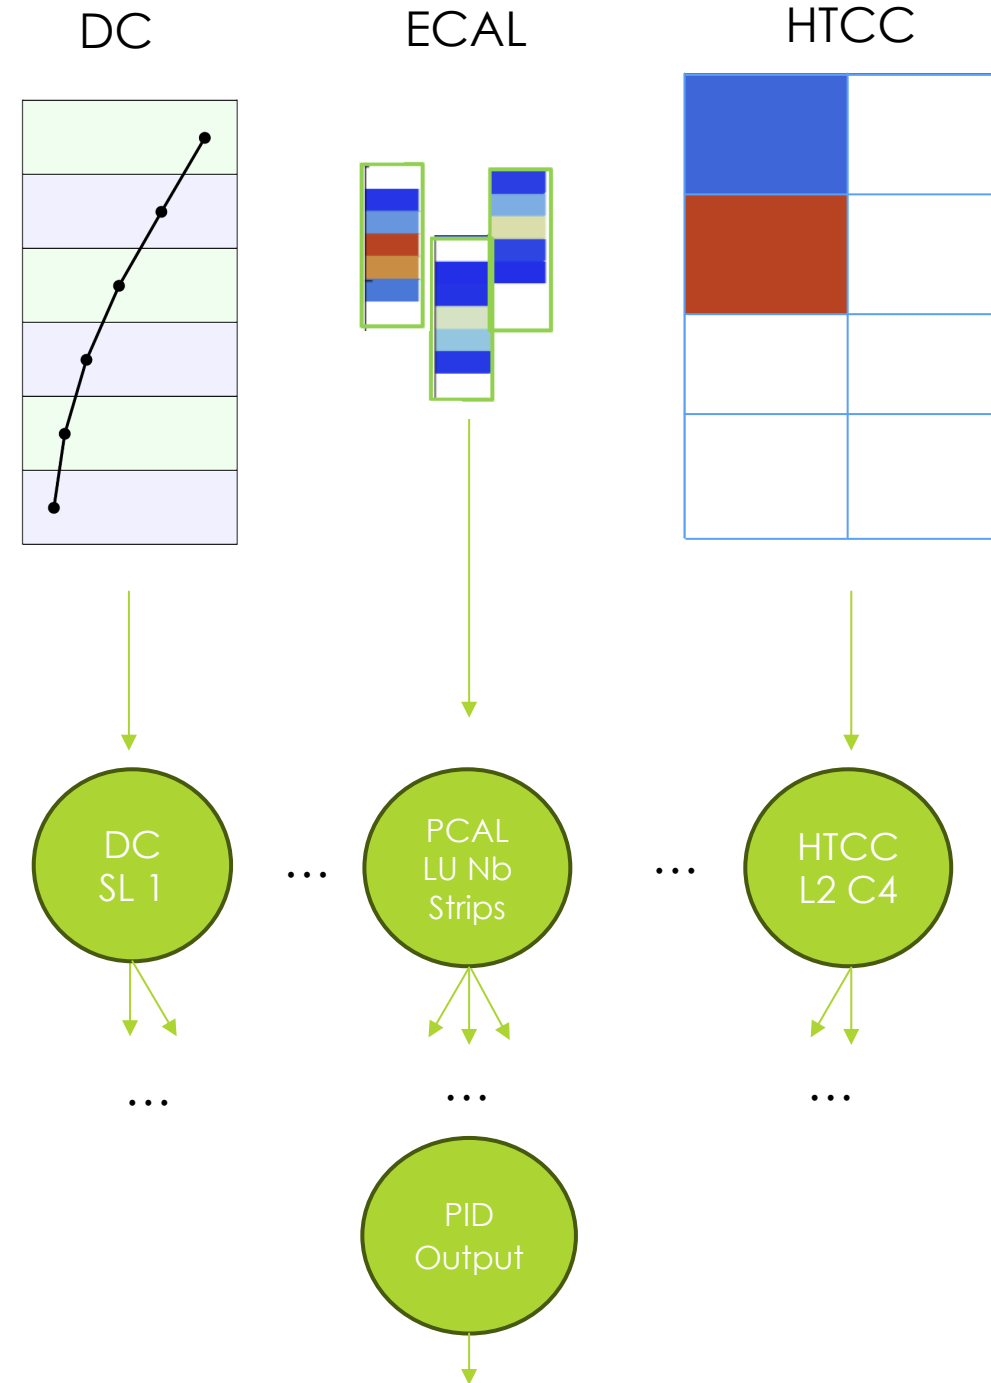 DC
ECAL
HTCC
DC
SL 1
...
PCAL
LU Nb
Strips
...
HTCC
L2 C4
...
...
...
PID
Output